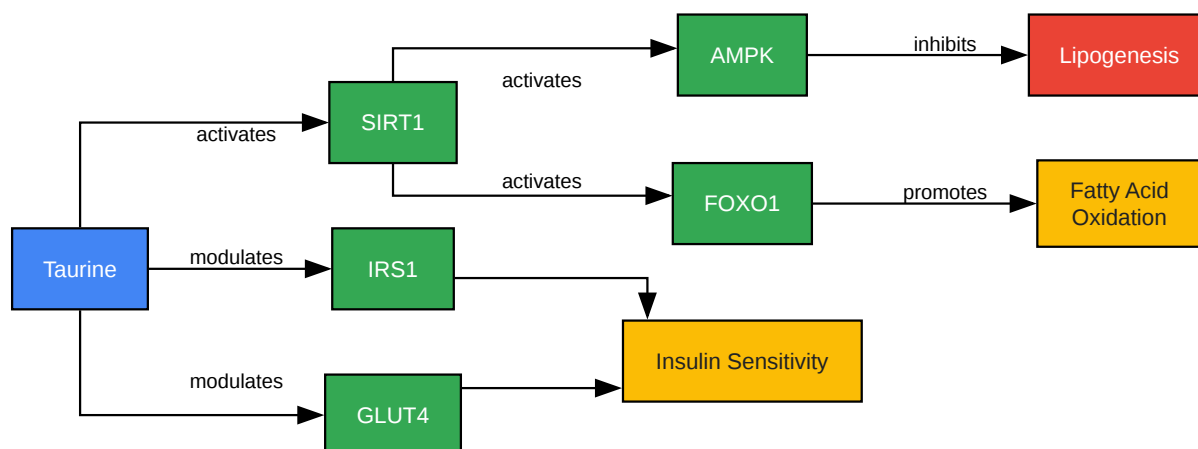 AMPK
inhibits
Lipogenesis
activates
SIRT1
activates
activates
FOXO1
promotes
Fatty Acid
Oxidation
Taurine
modulates
IRS1
Insulin Sensitivity
modulates
GLUT4